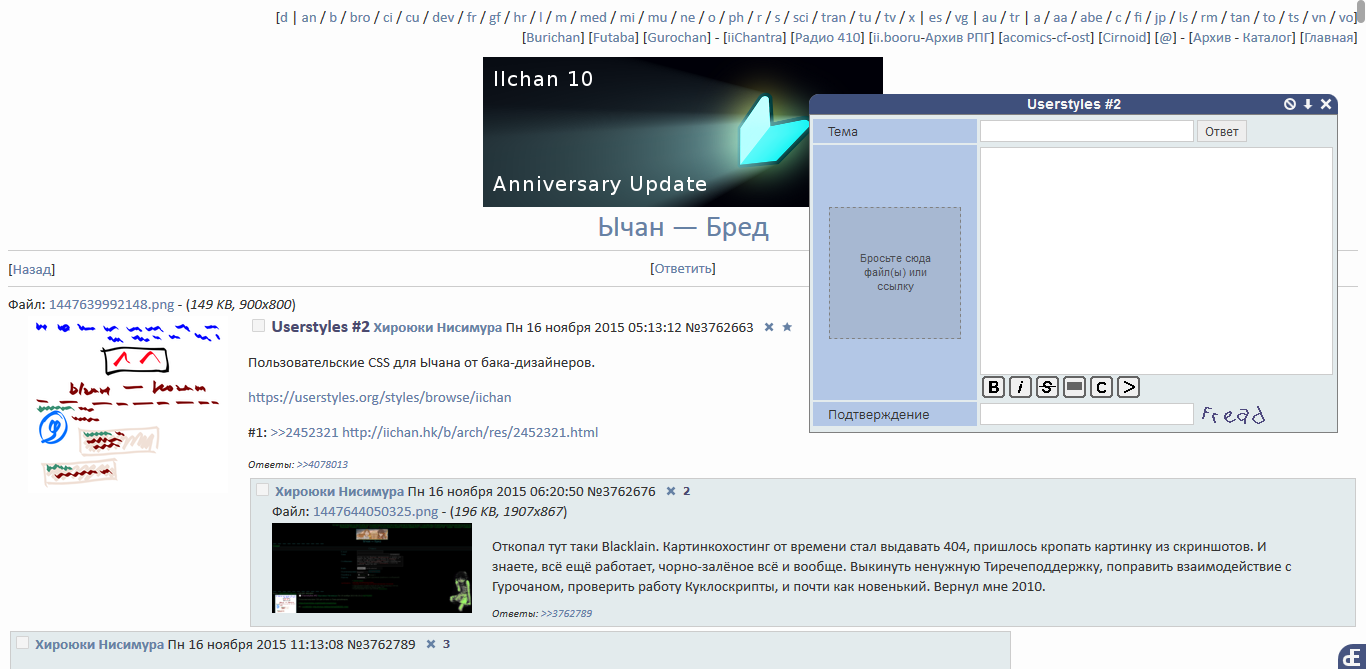 [d | an / b / bro / ci / cu / dev / fr / gf / hr / l / m / med / mi / mu / ne / o / ph / r / s / sci / tran / tu / tv / x | es / vg | au / tr | a / aa / abe / c / fi / jp / ls / rm / tan / to / ts / vn / vo]
[Burichan] [Futaba] [Gurochan] - [iiChantra] [Радио 410] [ii.booru-Архив РПГ] [acomics-cf-ost] [Cirnoid] [@] - [Архив - Каталог] [Главная]
IIchan 10
Anniversary Update
Userstyles #2
Тема
Ответ
Бросьте сюда
файл(ы) или
ссылку
B i S C >
Подтверждение
Fread
Ычан — Бред
[Назад]
[Ответить]
Файл: 1447639992148.png - (149 KB, 900x800)
Userstyles #2 Хироюки Нисимура Пн 16 ноября 2015 05:13:12 №3762663
Пользовательские CSS для Ычана от бака-дизайнеров.
https://userstyles.org/styles/browse/iichan
#1: >>2452321 http://iichan.hk/b/arch/res/2452321.html
Ответы: >>4078013
Хироюки Нисимура Пн 16 ноября 2015 06:20:50 №3762676 2
Файл: 1447644050325.png - (196 KB, 1907x867)
Откопал тут таки Blacklain. Картинкохостинг от времени стал выдавать 404, пришлось кропать картинку из скриншотов. И
знаете, всё ещё работает, чорно-залёное всё и вообще. Выкинуть ненужную Тиречеподдержку, поправить взаимодействие с
Гурочаном, проверить работу Куклоскрипты, и почти как новенький. Вернул мне 2010.
Ответы: >>3762789
Хироюки Нисимура Пн 16 ноября 2015 11:13:08 №3762789 3